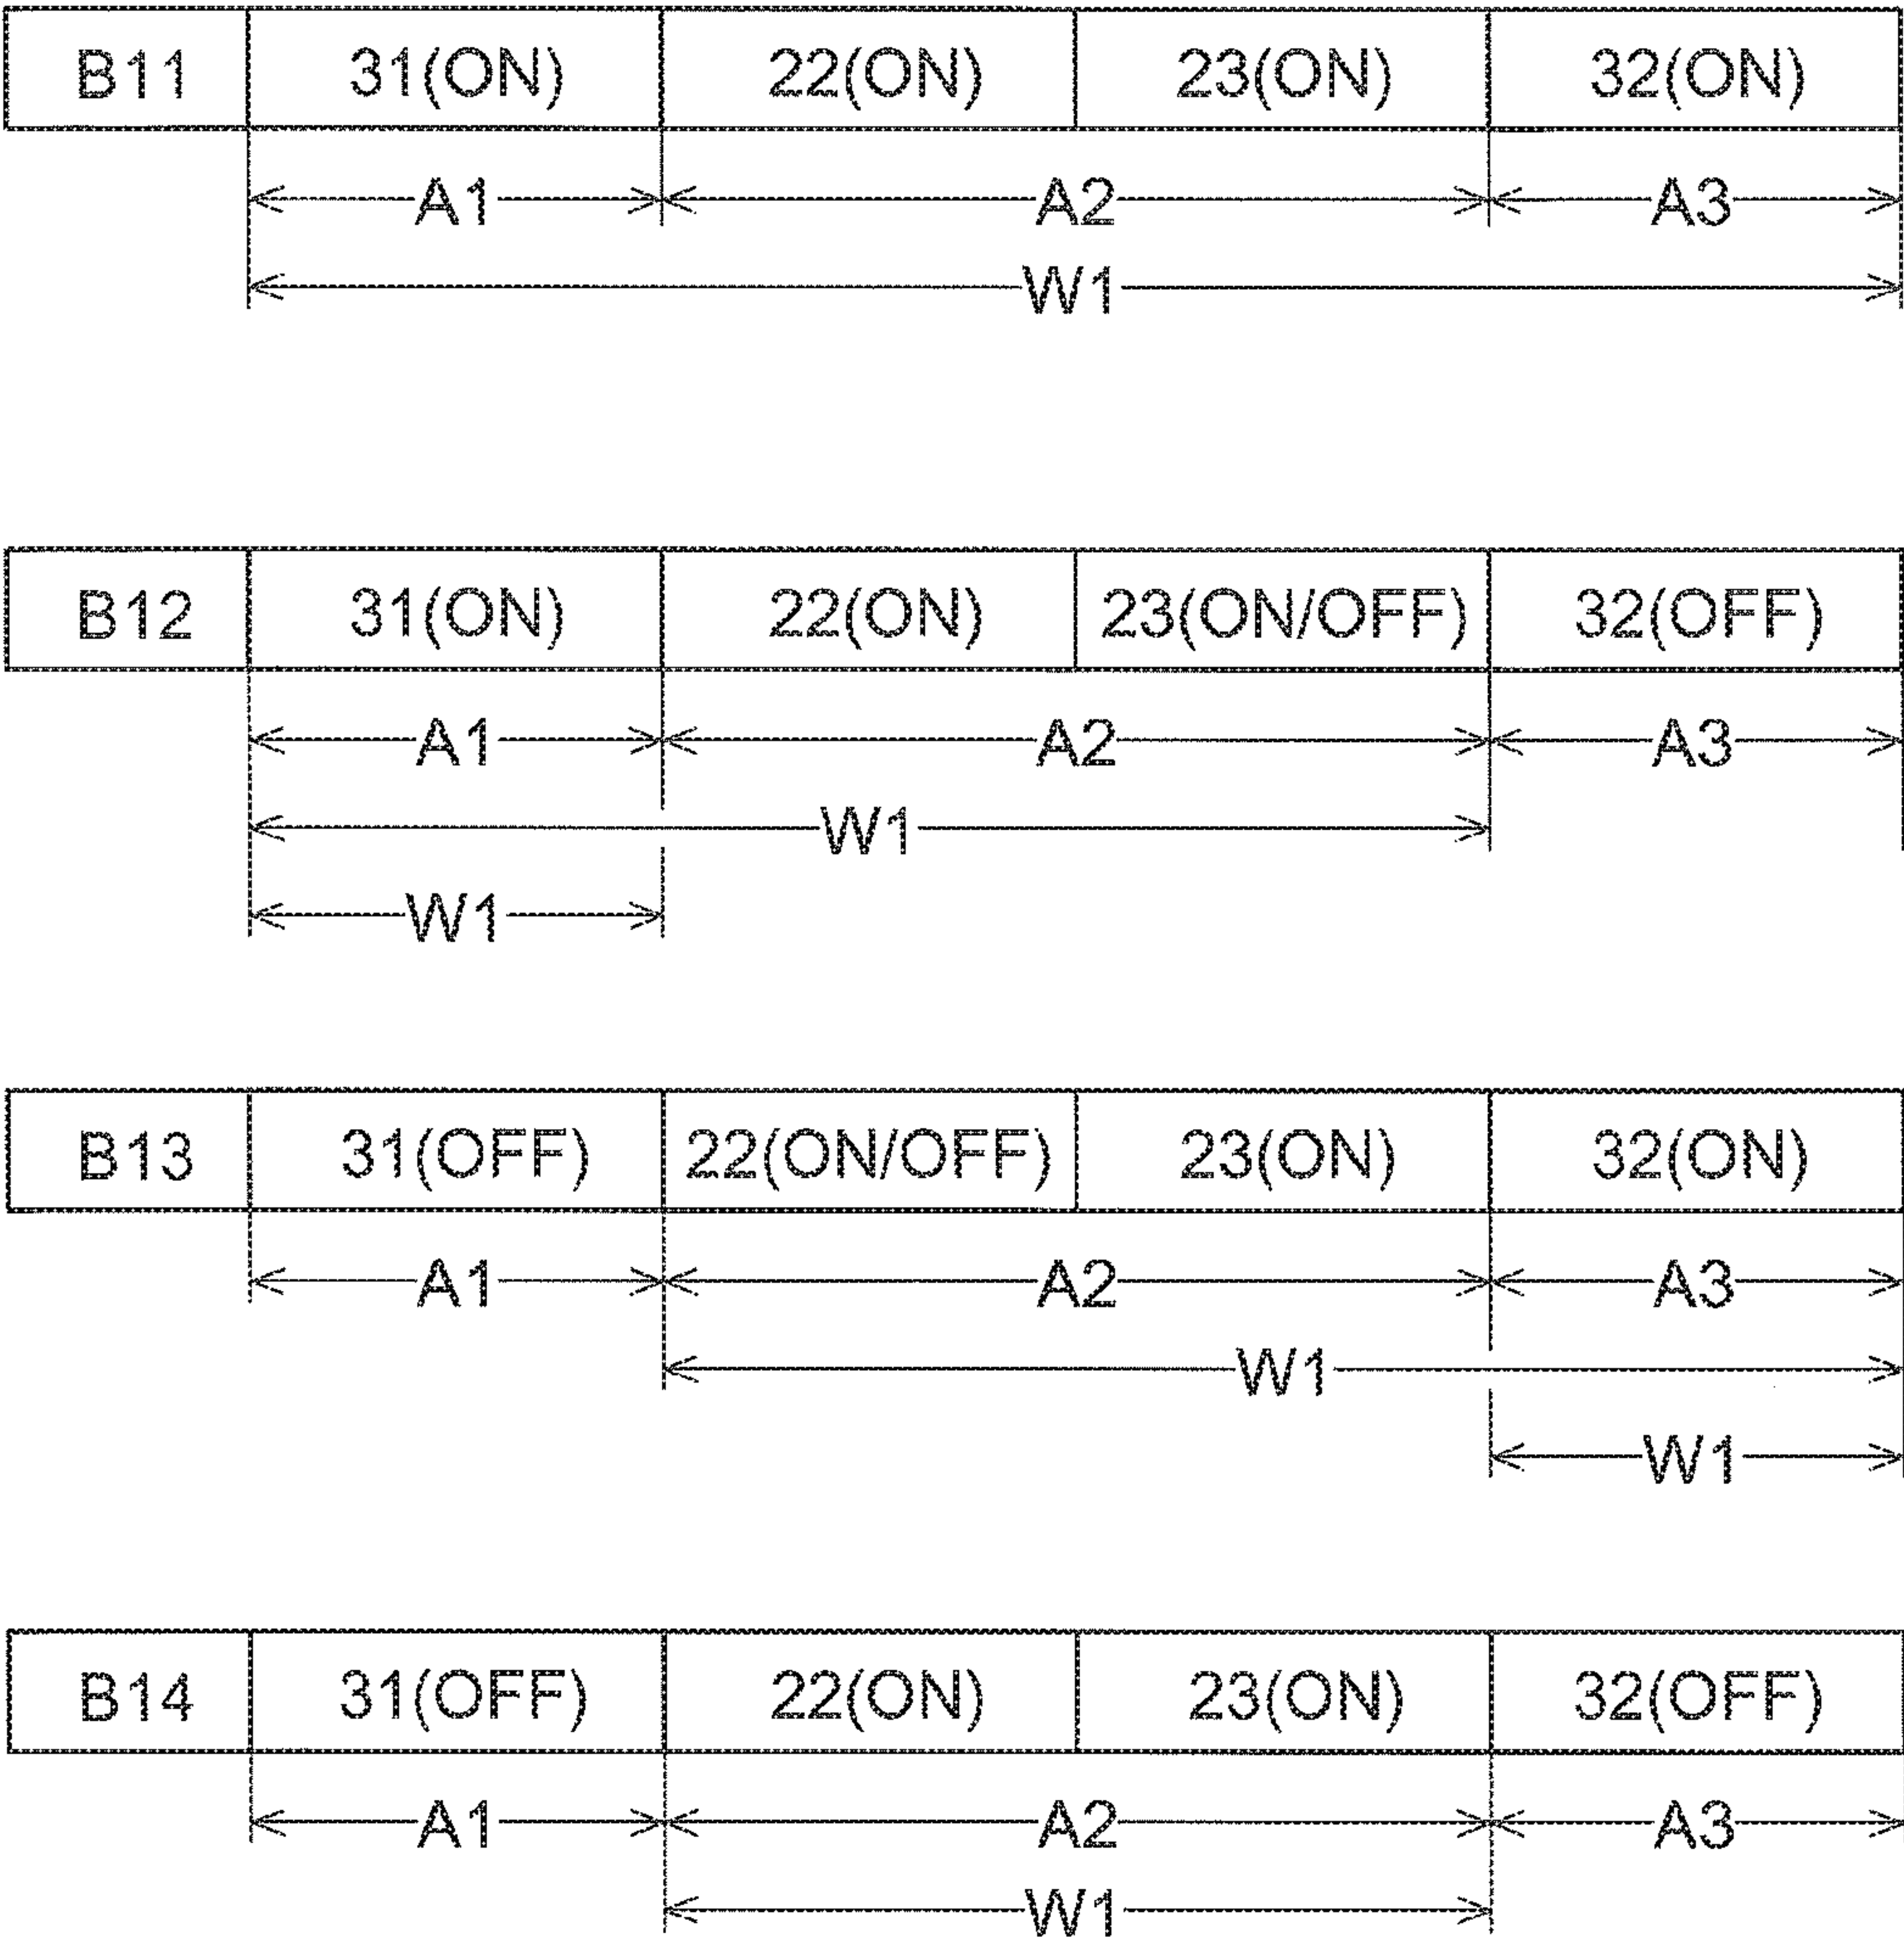 B11 31(ON) 22(ON) 23(ON) 32(ON)
A1 A2 A3
W1
B12 31(ON) 22(ON) 23(ON/OFF) 32(OFF)
A1 A2 A3
W1
W1
B13 31(OFF) 22(ON/OFF) 23(ON) 32(ON)
A1 A2 A3
W1
W1
B14 31(OFF) 22(ON) 23(ON) 32(OFF)
A1 A2 A3
W1